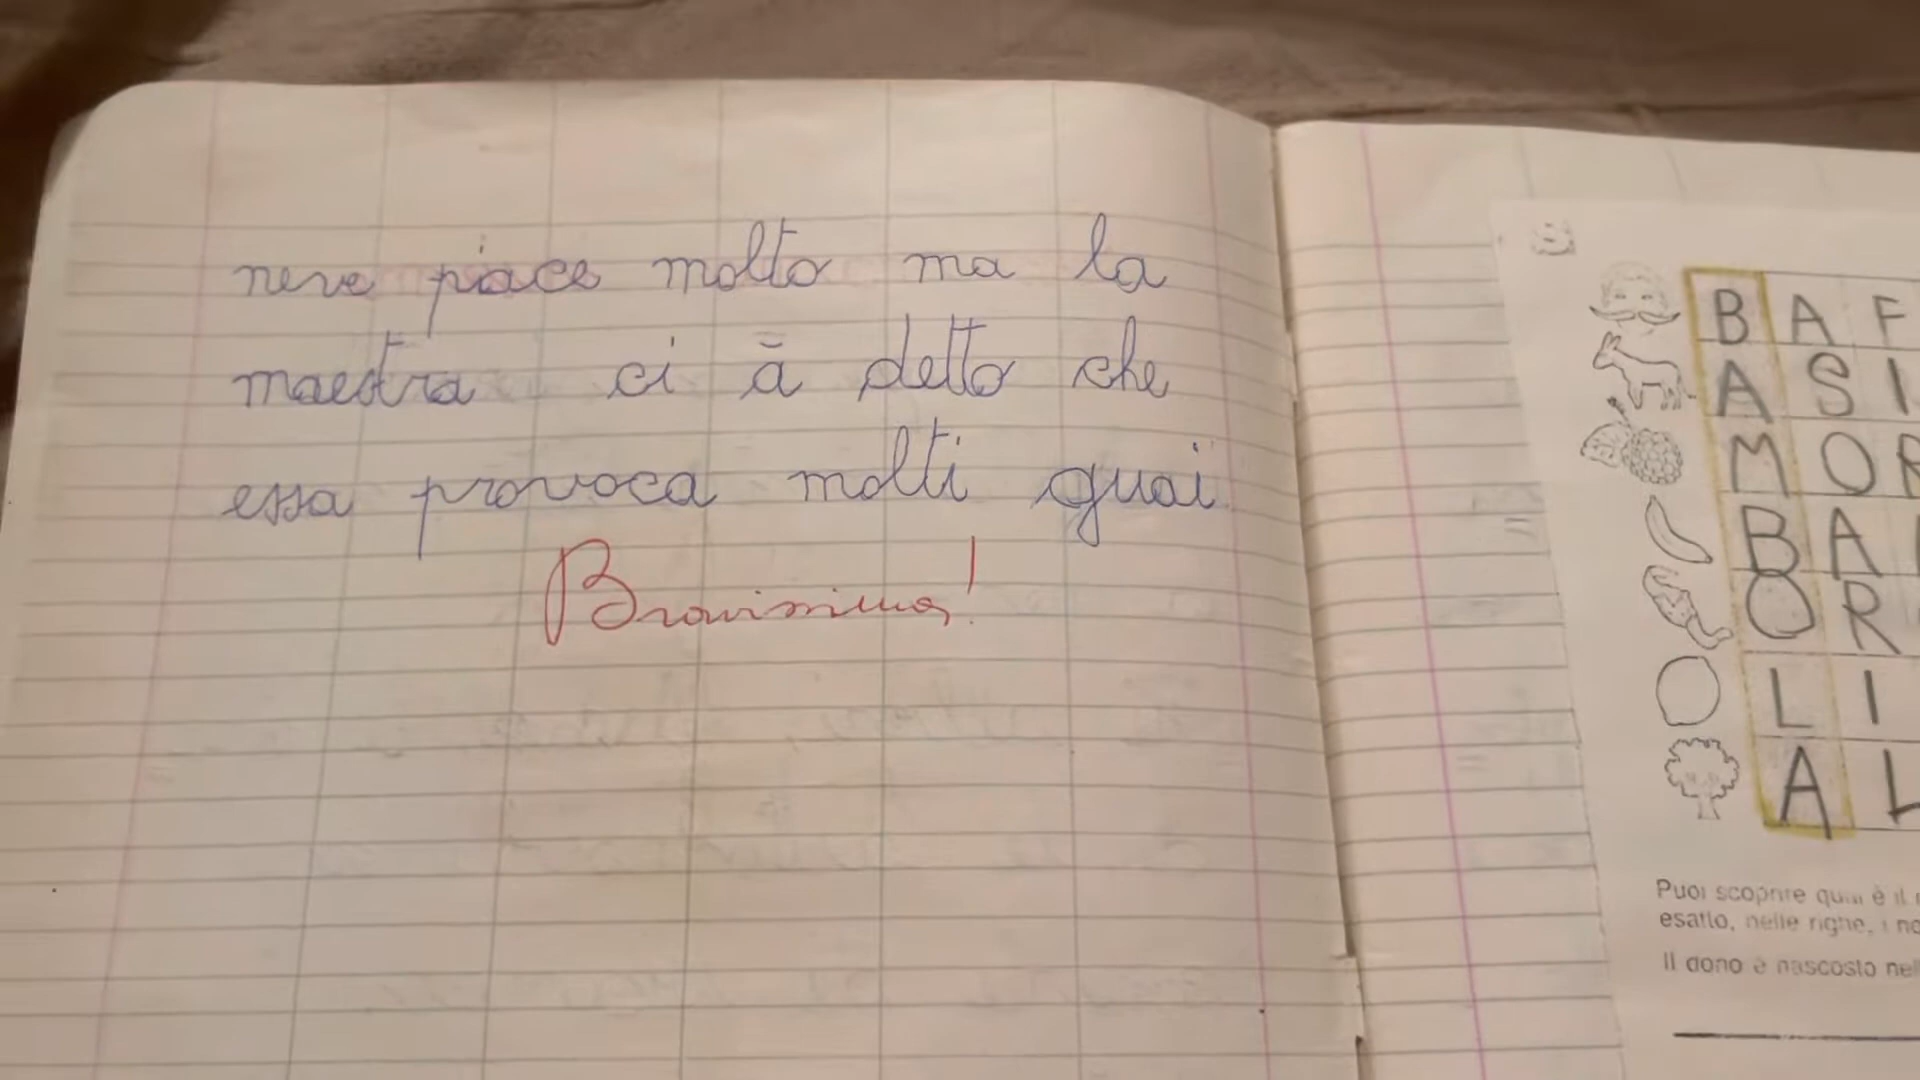 neve piace molto ma la
maestra ci ā detto che
essa provoca molti guai
Bravissima!
B A F
A S I
M O R
B A
O R
L I
A L
Puoi scoprire qual è il
esatto, nelle righe, i
Il dono è nascosto